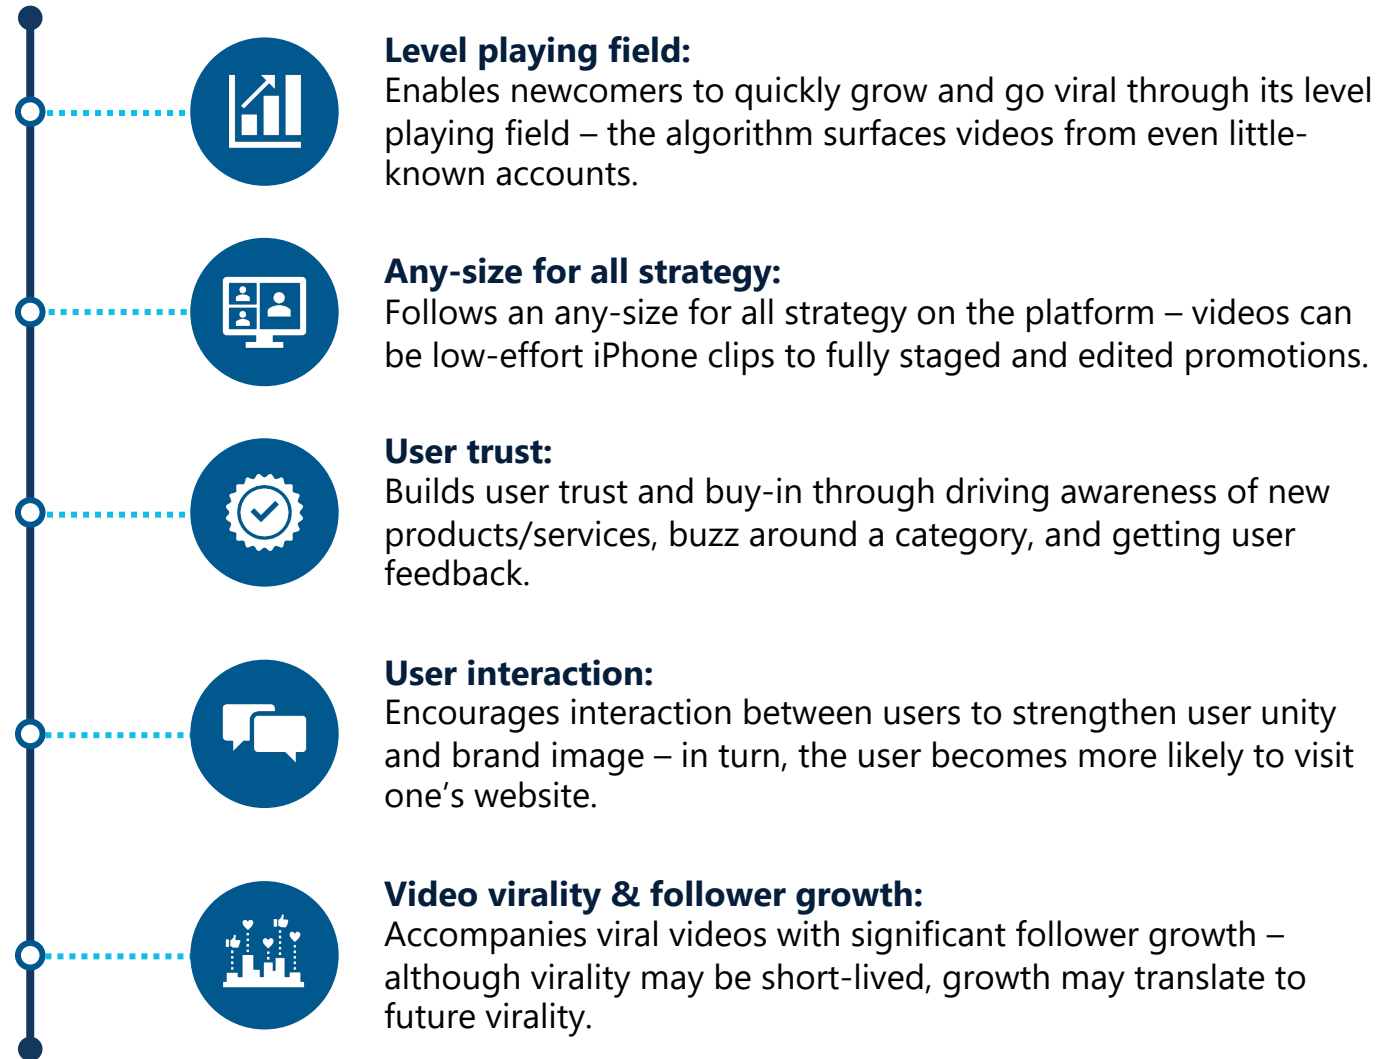 Level playing field:
Enables newcomers to quickly grow and go viral through its level
playing field – the algorithm surfaces videos from even little-
known accounts.
Any-size for all strategy:
Follows an any-size for all strategy on the platform – videos can
be low-effort iPhone clips to fully staged and edited promotions.
User trust:
Builds user trust and buy-in through driving awareness of new
products/services, buzz around a category, and getting user
feedback.
User interaction:
Encourages interaction between users to strengthen user unity
and brand image – in turn, the user becomes more likely to visit
one’s website.
Video virality & follower growth:
Accompanies viral videos with significant follower growth –
although virality may be short-lived, growth may translate to
future virality.